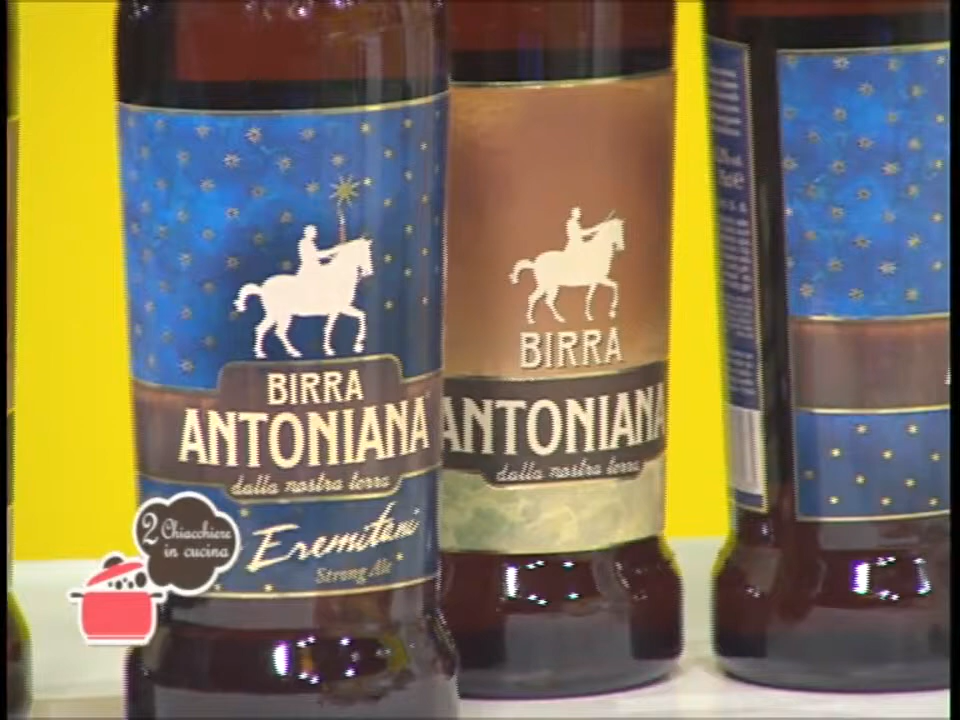 BIRRA
ANTONIANA
dalla nostra terra
Eremitani
Strong Ale
BIRRA
ANTONIANA
dalla nostra terra
2 Chiacchiere
in cucina